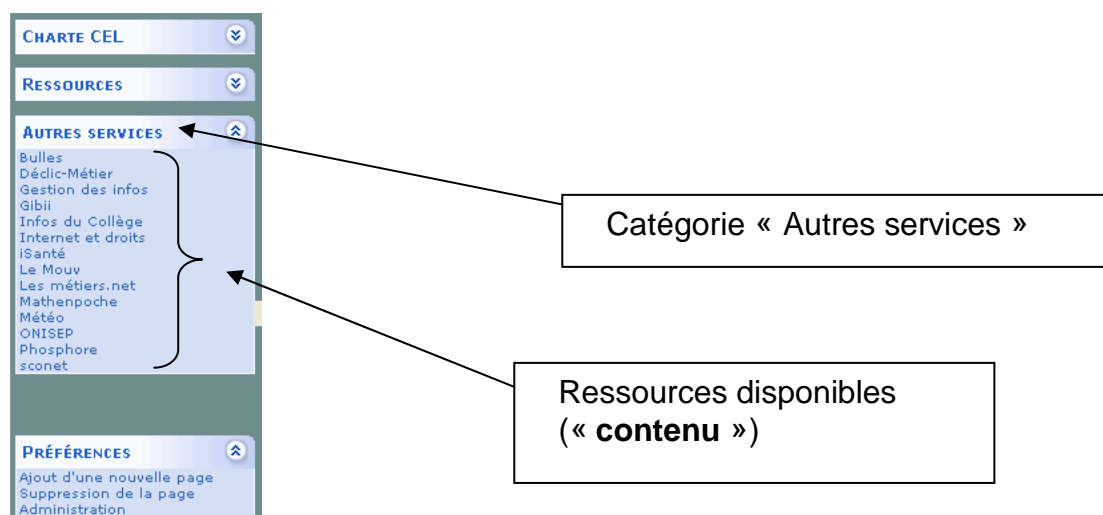 CHARTE CEL
RESSOURCES
AUTRES SERVICES
Bulles
Déclic-Métier
Gestion des infos
Gibii
Infos du Collège
Internet et droits
iSanté
Le Mouv
Les métiers.net
Mathenpoche
Météo
ONISEP
Phosphore
sconet
PRÉFÉRENCES
Ajout d'une nouvelle page
Suppression de la page
Administration
Catégorie « Autres services »
Ressources disponibles
(« contenu »)